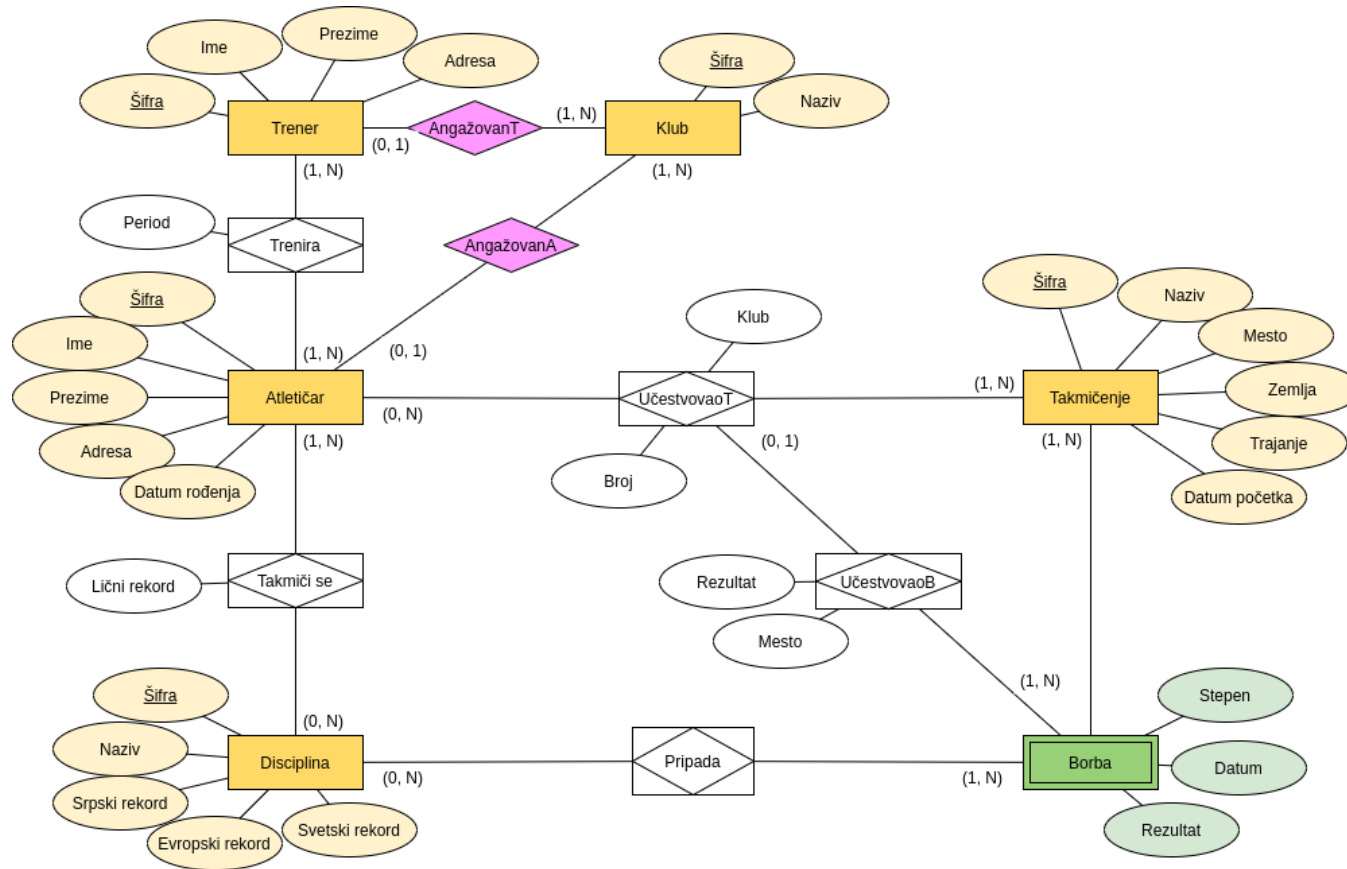 Prezime
Ime
Adresa
Šifra
Šifra
Naziv
Trener
AngažovanT
Klub
(1, N)
(0, 1)
(1, N)
(1, N)
Period
Trenira
AngažovanA
Šifra
Šifra
Naziv
Klub
Mesto
Ime
(1, N)
(0, 1)
Prezime
Atletičar
UčestvovaoT
(1, N)
Takmičenje
Zemlja
(0, N)
Adresa
(1, N)
(0, 1)
(1, N)
Trajanje
Broj
Datum rođenja
Datum početka
Lični rekord
Takmiči se
Rezultat
UčestvovaoB
Mesto
Šifra
(1, N)
Stepen
(0, N)
Naziv
Disciplina
Pripada
Borba
Datum
(0, N)
(1, N)
Srpski rekord
Evropski rekord
Svetski rekord
Rezultat